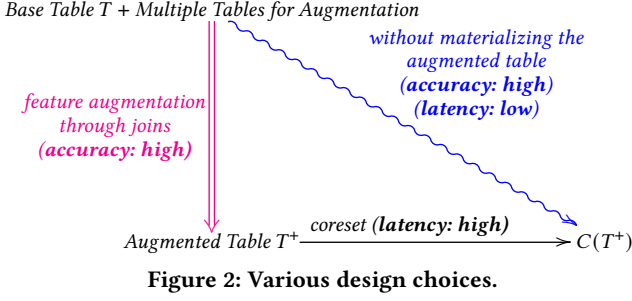 Base Table T + Multiple Tables for Augmentation
without materializing the
augmented table
(accuracy: high)
(latency: low)
feature augmentation
through joins
(accuracy: high)
Augmented Table T⁺
coreset (latency: high)
C(T⁺)
Figure 2: Various design choices.